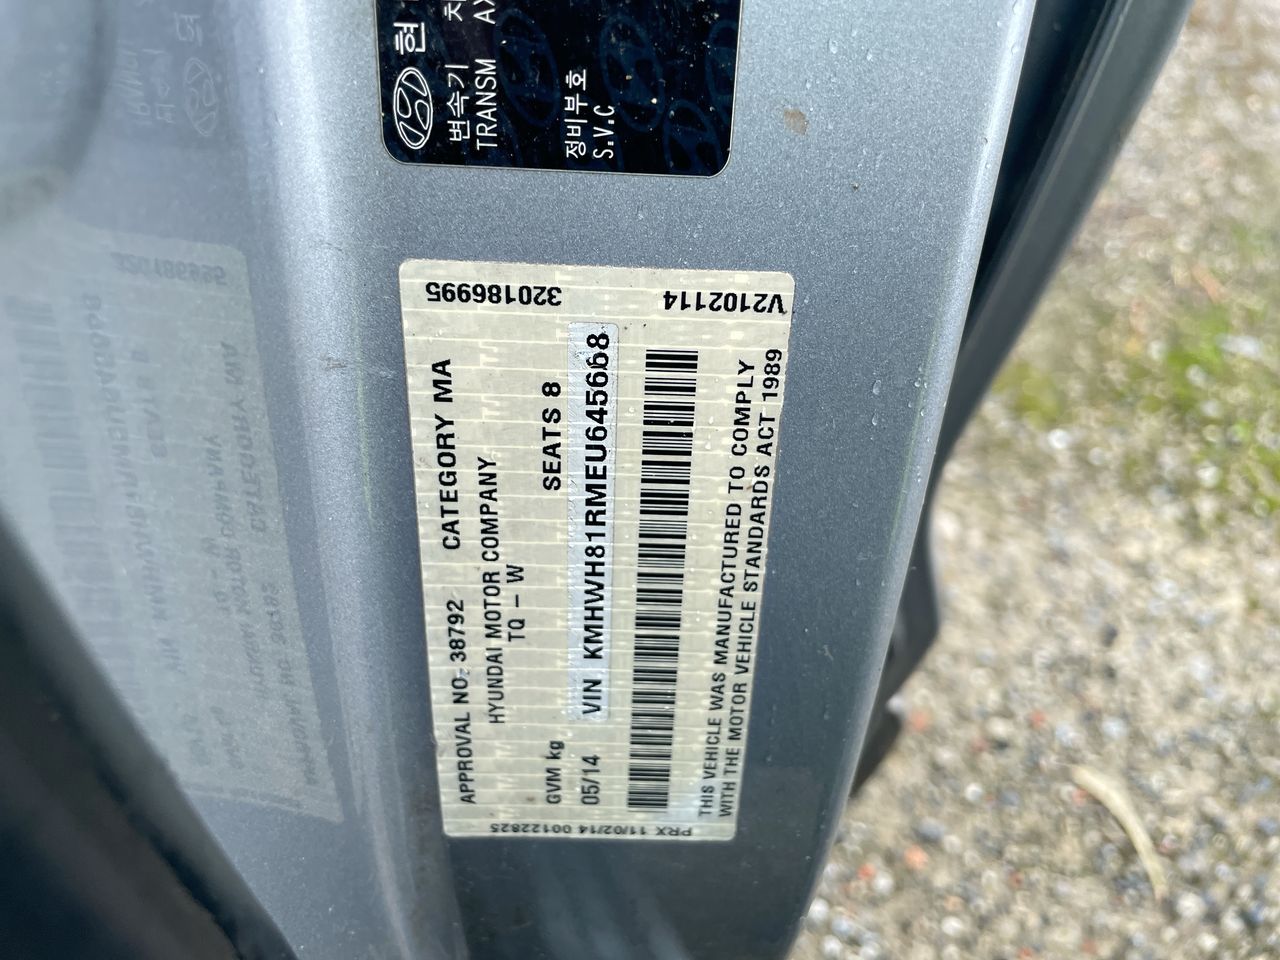 현
변속기
TRANSM
정비부호
S.V.C
320186995
V2102114
APPROVAL NO. 38792 CATEGORY MA
HYUNDAI MOTOR COMPANY
TQ – W
GVM kg SEATS 8
05/14 VIN KMHWH81RMEU645668
THIS VEHICLE WAS MANUFACTURED TO COMPLY
WITH THE MOTOR VEHICLE STANDARDS ACT 1989
PRX 11/02/14 00122825